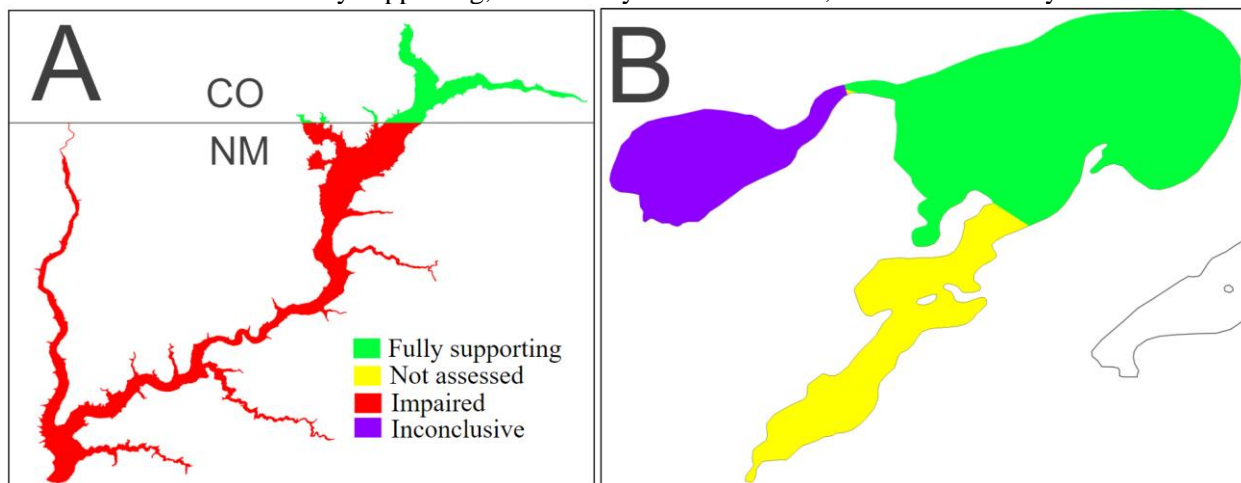 A
CO
NM
Fully supporting
Not assessed
Impaired
Inconclusive
B